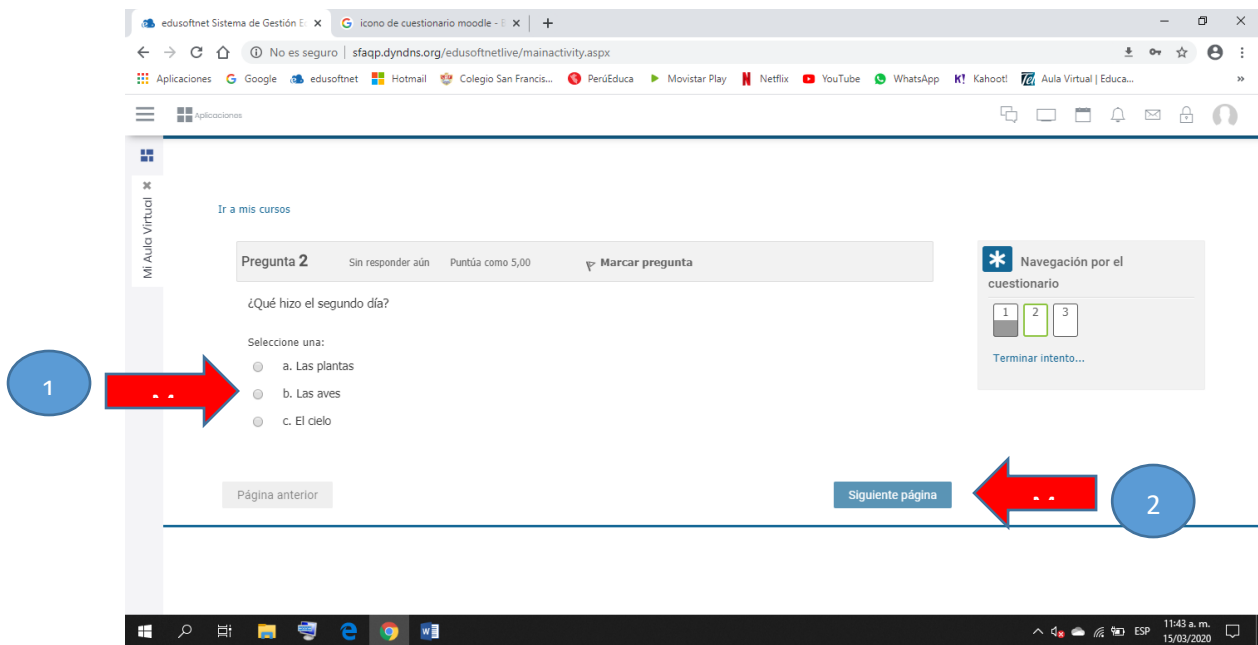 edusoftnet Sistema de Gestión E
icono de cuestionario moodle - B
No es seguro | sfaqp.dyndns.org/edusoftnetlive/mainactivity.aspx
Aplicaciones Google edusoftnet Hotmail Colegio San Francis... PerúEduca Movistar Play Netflix YouTube WhatsApp K! Kahoot! Aula Virtual | Educa... »
Aplicaciones
Mi Aula Virtual
Ir a mis cursos
Pregunta 2 Sin responder aún Puntúa como 5,00 Marcar pregunta
Navegación por el
cuestionario
1 2 3
Terminar intento...
¿Qué hizo el segundo día?
Seleccione una:
a. Las plantas
b. Las aves
c. El cielo
1
Página anterior
Siguiente página
2
ESP
11:43 a. m.
15/03/2020